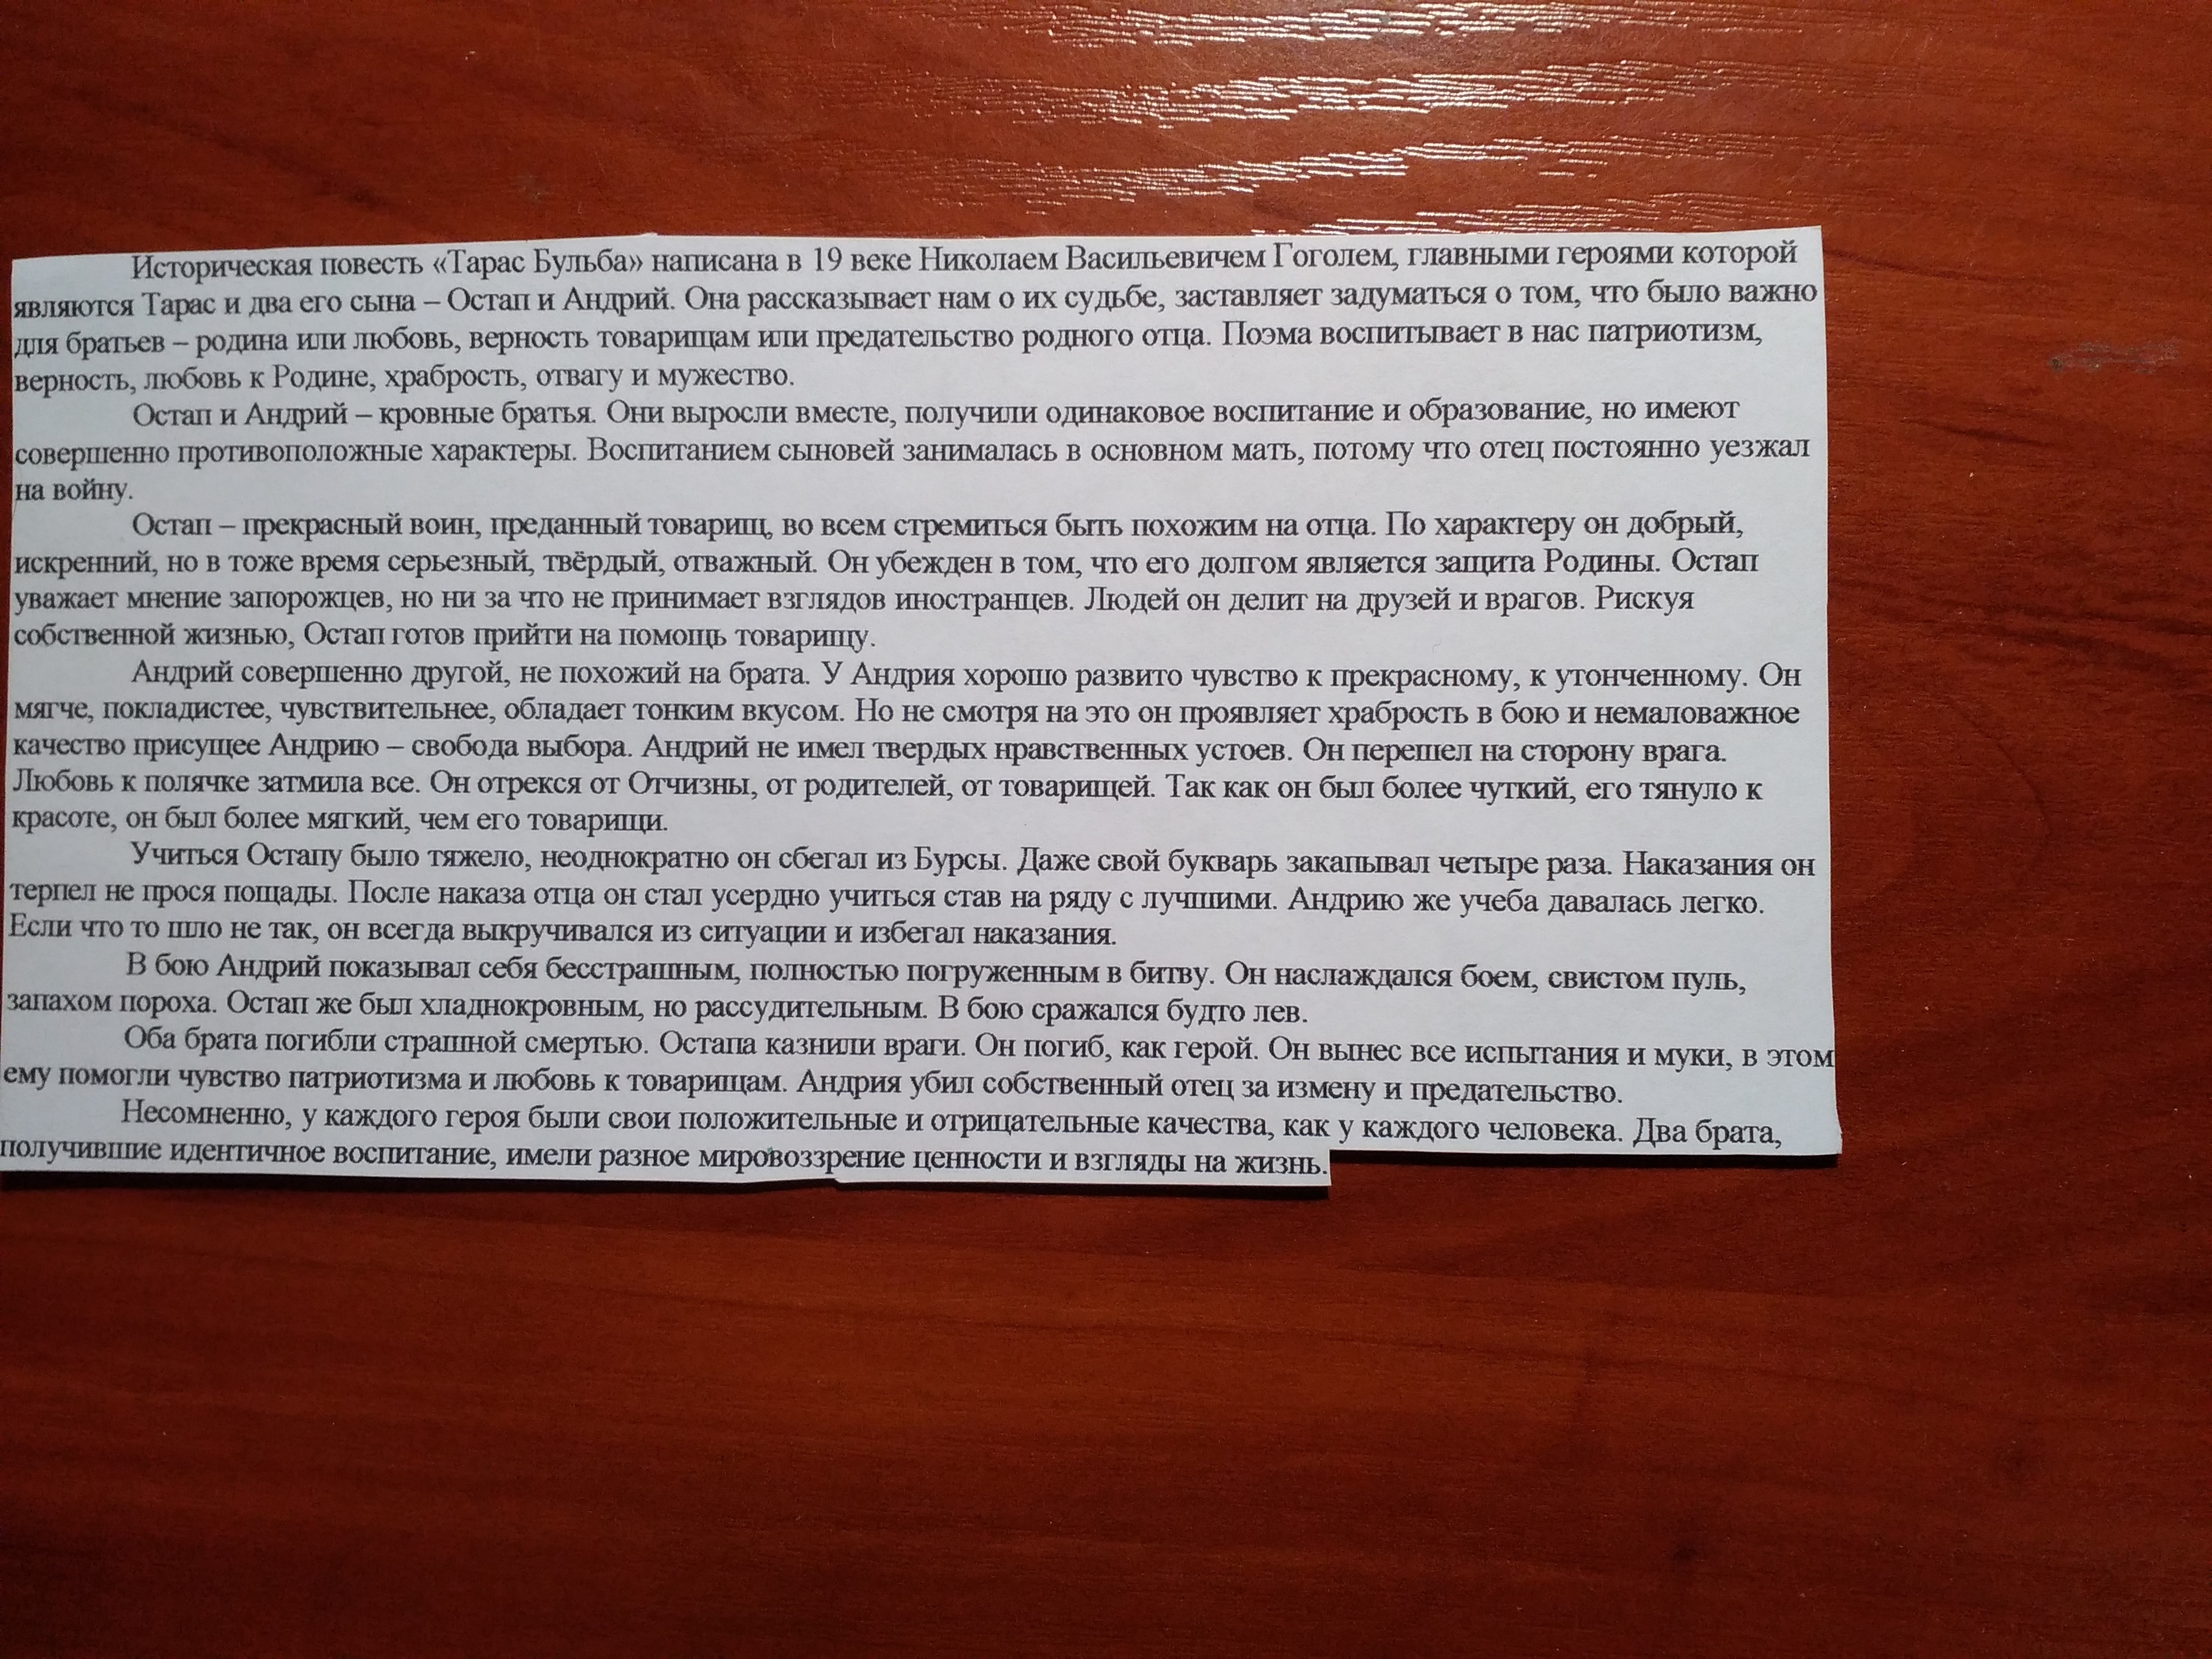 Историческая повесть «Тарас Бульба» написана в 19 веке Николаем Васильевичем Гоголем, главными героями которой
являются Тарас и два его сына – Остап и Андрий. Она рассказывает нам о их судьбе, заставляет задуматься о том, что было важно
для братьев – родина или любовь, верность товарищам или предательство родного отца. Поэма воспитывает в нас патриотизм,
верность, любовь к Родине, храбрость, отвагу и мужество.
Остап и Андрий – кровные братья. Они выросли вместе, получили одинаковое воспитание и образование, но имеют
совершенно противоположные характеры. Воспитанием сыновей занималась в основном мать, потому что отец постоянно уезжал
на войну.
Остап – прекрасный воин, преданный товарищ, во всем стремиться быть похожим на отца. По характеру он добрый,
искренний, но в тоже время серьезный, твёрдый, отважный. Он убежден в том, что его долгом является защита Родины. Остап
уважает мнение запорожцев, но ни за что не принимает взглядов иностранцев. Людей он делит на друзей и врагов. Рискуя
собственной жизнью, Остап готов прийти на помощь товарищу.
Андрий совершенно другой, не похожий на брата. У Андрия хорошо развито чувство к прекрасному, к утонченному. Он
мягче, покладистее, чувствительнее, обладает тонким вкусом. Но не смотря на это он проявляет храбрость в бою и немаловажное
качество присущее Андрию – свобода выбора. Андрий не имел твердых нравственных устоев. Он перешел на сторону врага.
Любовь к полячке затмила все. Он отрекся от Отчизны, от родителей, от товарищей. Так как он был более чуткий, его тянуло к
красоте, он был более мягкий, чем его товарищи.
Учиться Остапу было тяжело, неоднократно он сбегал из Бурсы. Даже свой букварь закапывал четыре раза. Наказания он
терпел не прося пощады. После наказа отца он стал усердно учиться став на ряду с лучшими. Андрию же учеба давалась легко.
Если что то шло не так, он всегда выкручивался из ситуации и избегал наказания.
В бою Андрий показывал себя бесстрашным, полностью погруженным в битву. Он наслаждался боем, свистом пуль,
запахом пороха. Остап же был хладнокровным, но рассудительным. В бою сражался будто лев.
Оба брата погибли страшной смертью. Остапа казнили враги. Он погиб, как герой. Он вынес все испытания и муки, в этом
ему помогли чувство патриотизма и любовь к товарищам. Андрия убил собственный отец за измену и предательство.
Несомненно, у каждого героя были свои положительные и отрицательные качества, как у каждого человека. Два брата,
получившие идентичное воспитание, имели разное мировоззрение ценности и взгляды на жизнь.